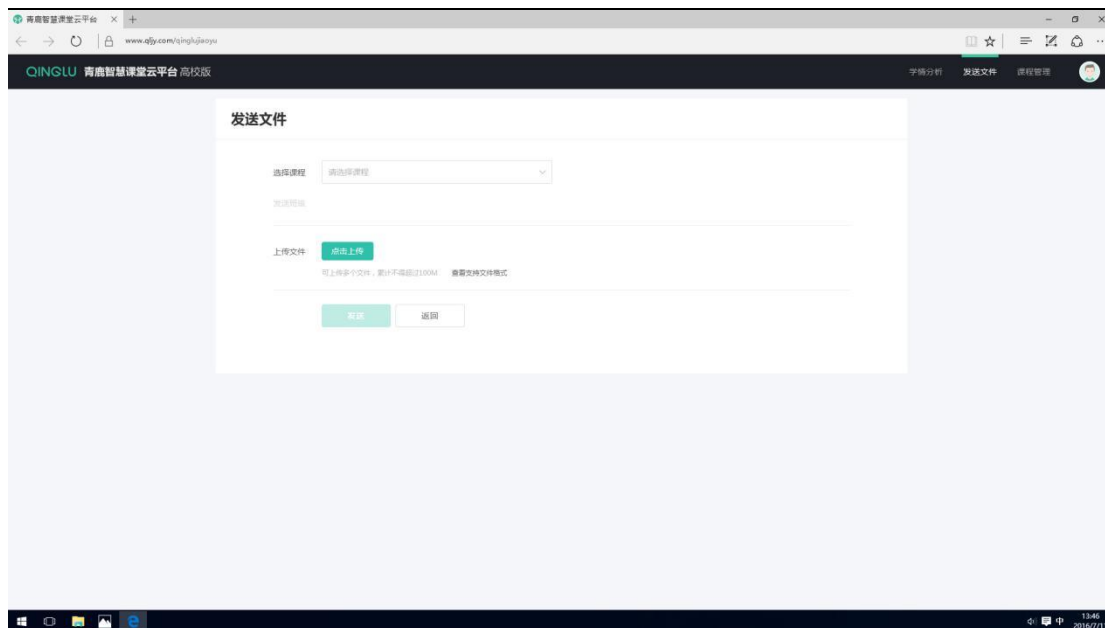 青鹿智慧课堂云平台
www.qljy.com/qinglujiaoyu
QINGLU 青鹿智慧课堂云平台 高校版
学情分析 发送文件 课程管理
发送文件
选择课程 请选择课程
发送班级
上传文件 点击上传
可上传多个文件，累计不得超过100M 查看支持文件格式
发送 返回
中 13:46
2016/7/1